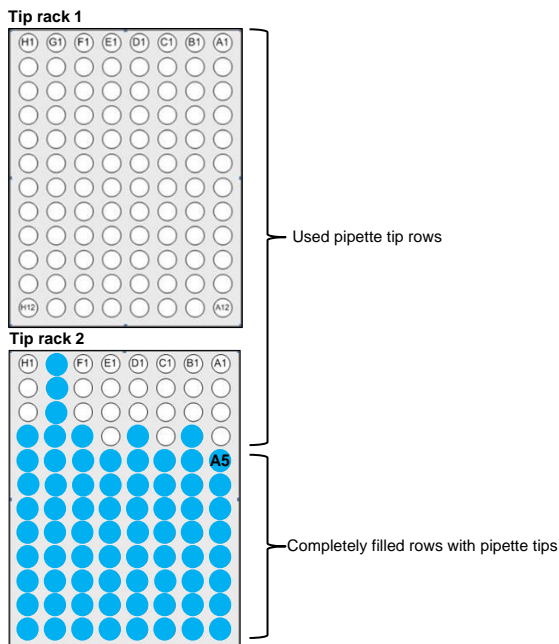 Tip rack 1
H1 G1 F1 E1 D1 C1 B1 A1
Used pipette tip rows
H12 A12
Tip rack 2
H1 F1 E1 D1 C1 B1 A1
A5
Completely filled rows with pipette tips